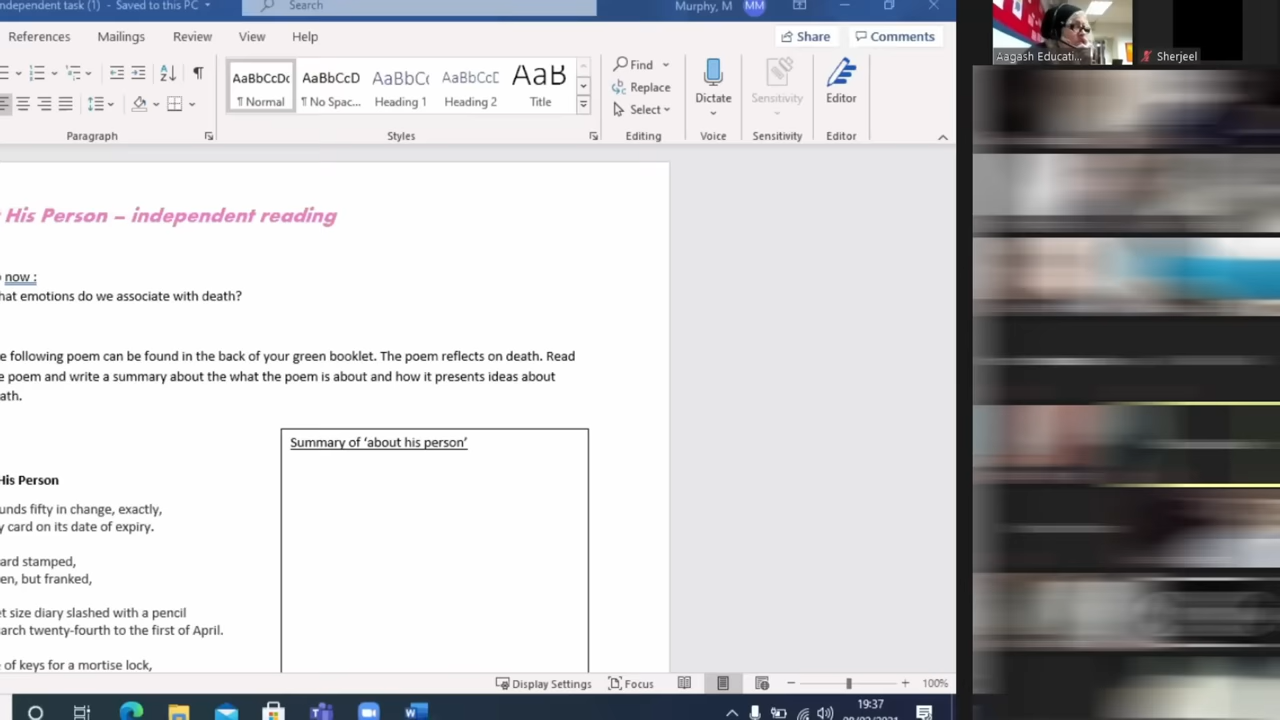 ndependent task (1) - Saved to this PC
Search
Murphy, M
MM
References
Mailings
Review
View
Help
Share
Comments
AaBbCcDc
AaBbCcD
AaBbCc
AaBbCcD
AaB
¶ Normal
¶ No Spac...
Heading 1
Heading 2
Title
Find
Replace
Select
Dictate
Sensitivity
Editor
Paragraph
Styles
Editing
Voice
Sensitivity
Editor
His Person – independent reading
now :
hat emotions do we associate with death?
e following poem can be found in the back of your green booklet. The poem reflects on death. Read
e poem and write a summary about the what the poem is about and how it presents ideas about
ath.
Summary of ‘about his person’
His Person
unds fifty in change, exactly,
y card on its date of expiry.
ard stamped,
en, but franked,
t size diary slashed with a pencil
arch twenty-fourth to the first of April.
e of keys for a mortise lock,
Display Settings
Focus
100%
19:37
Aagash Educati...
Sherjeel